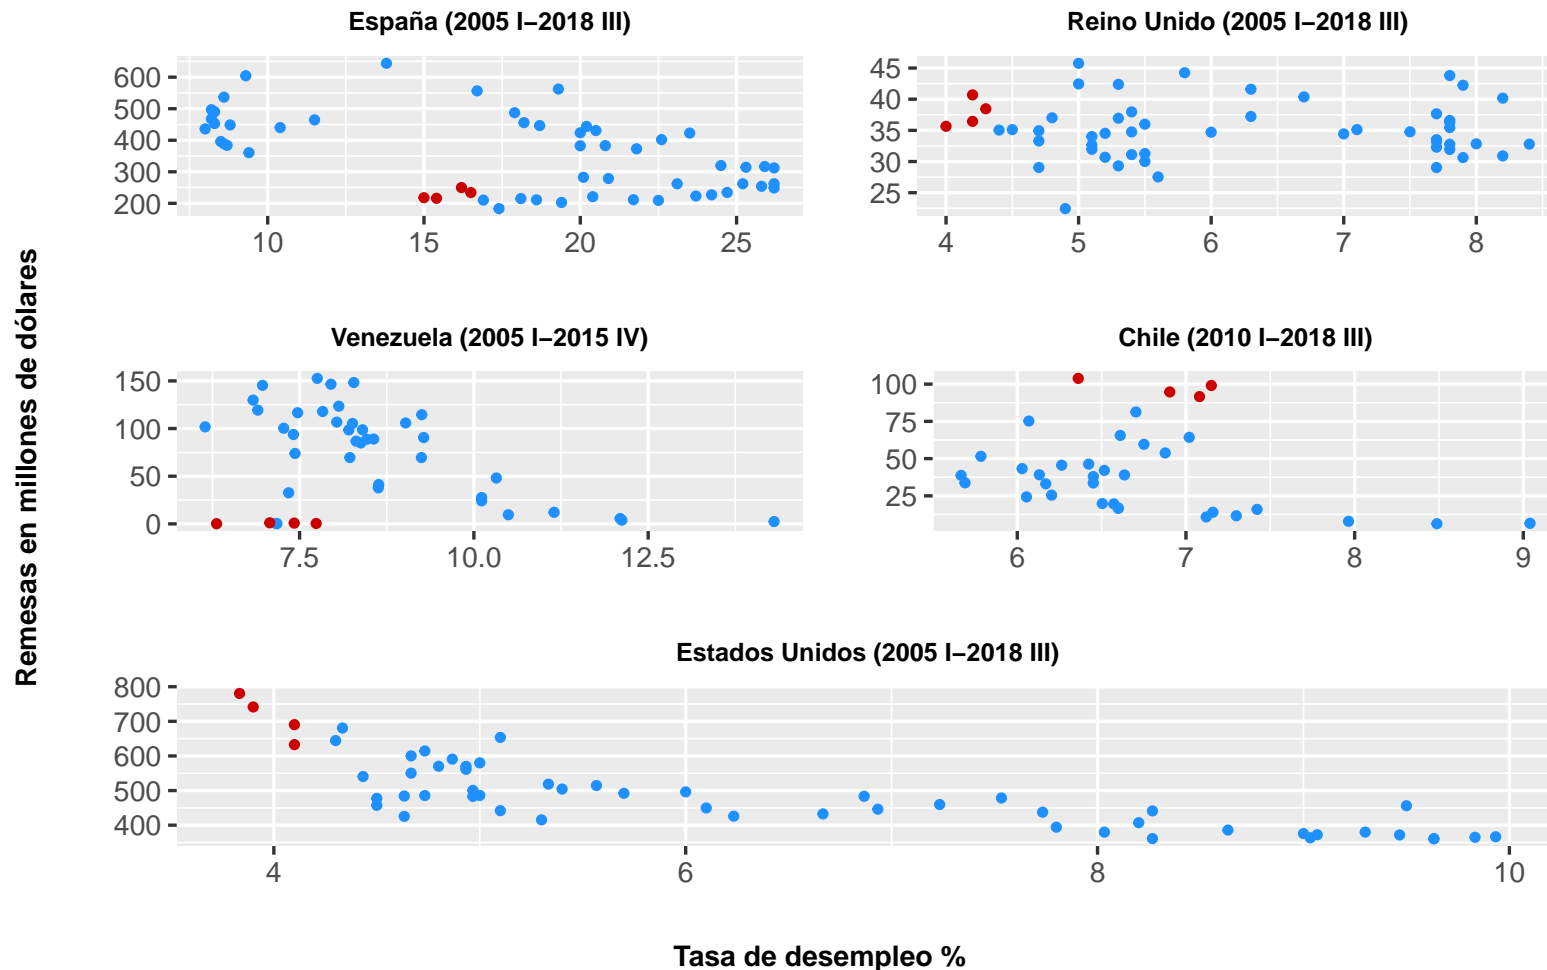 España (2005 I−2018 III)
600
500
400
300
200
10 15 20 25
Reino Unido (2005 I−2018 III)
45
40
35
30
25
4 5 6 7 8
Remesas en millones de dólares
Venezuela (2005 I−2015 IV)
150
100
50
0
7.5 10.0 12.5
Chile (2010 I−2018 III)
100
75
50
25
6 7 8 9
Estados Unidos (2005 I−2018 III)
800
700
600
500
400
4 6 8 10
Tasa de desempleo %